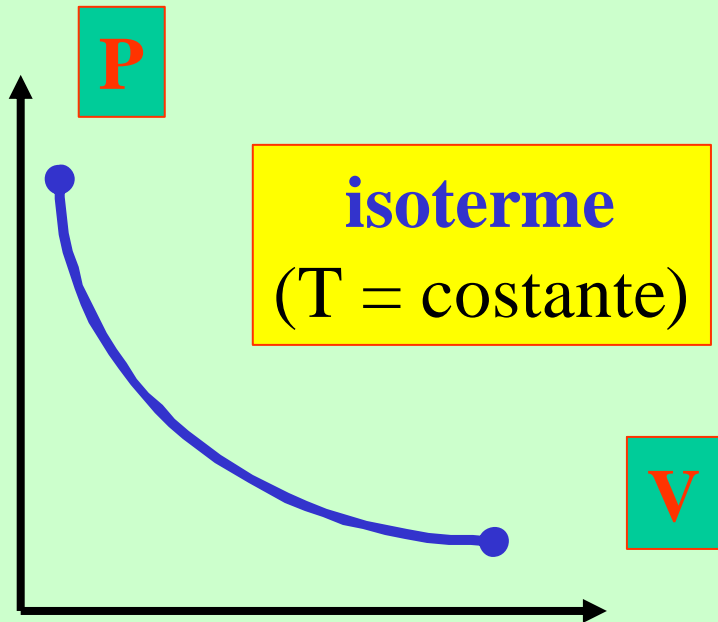 P
isoterme
(T = costante)
V